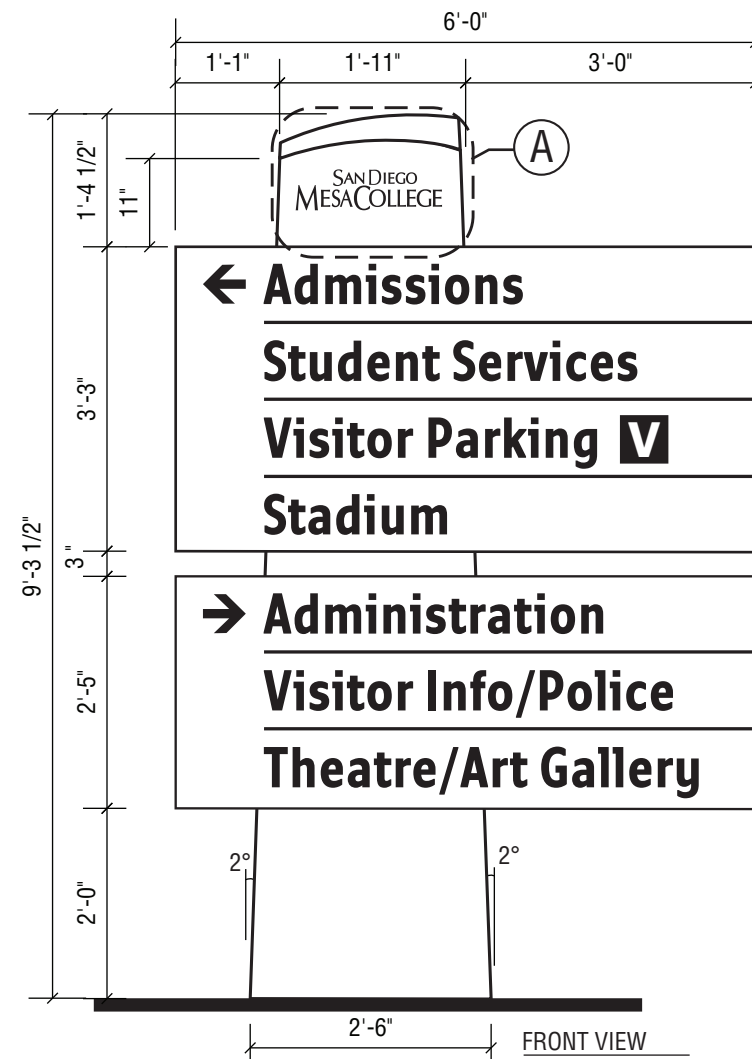 6'-0"
1'-1" 1'-11" 3'-0"
1'-4 1/2"
11"
A
SAN DIEGO
MESA COLLEGE
← Admissions
Student Services
Visitor Parking V
Stadium
3'-3"
9'-3 1/2"
3 "
→ Administration
Visitor Info/Police
Theatre/Art Gallery
2'-5"
2° 2°
2'-0"
2'-6"
FRONT VIEW